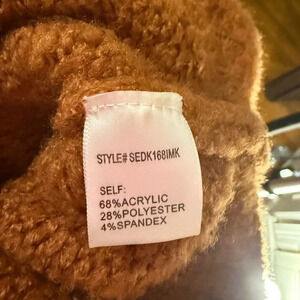 STYLE# SEDK168IMK
SELF:
68%ACRYLIC
28%POLYESTER
4%SPANDEX